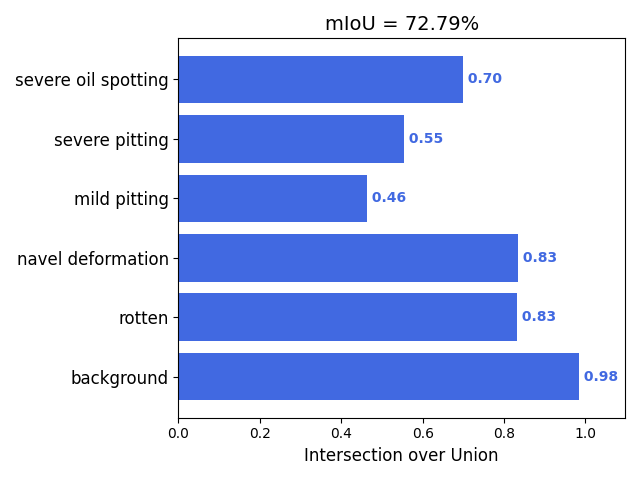 mIoU = 72.79%
severe oil spotting
0.70
severe pitting
0.55
mild pitting
0.46
navel deformation
0.83
rotten
0.83
background
0.98
0.0 0.2 0.4 0.6 0.8 1.0
Intersection over Union